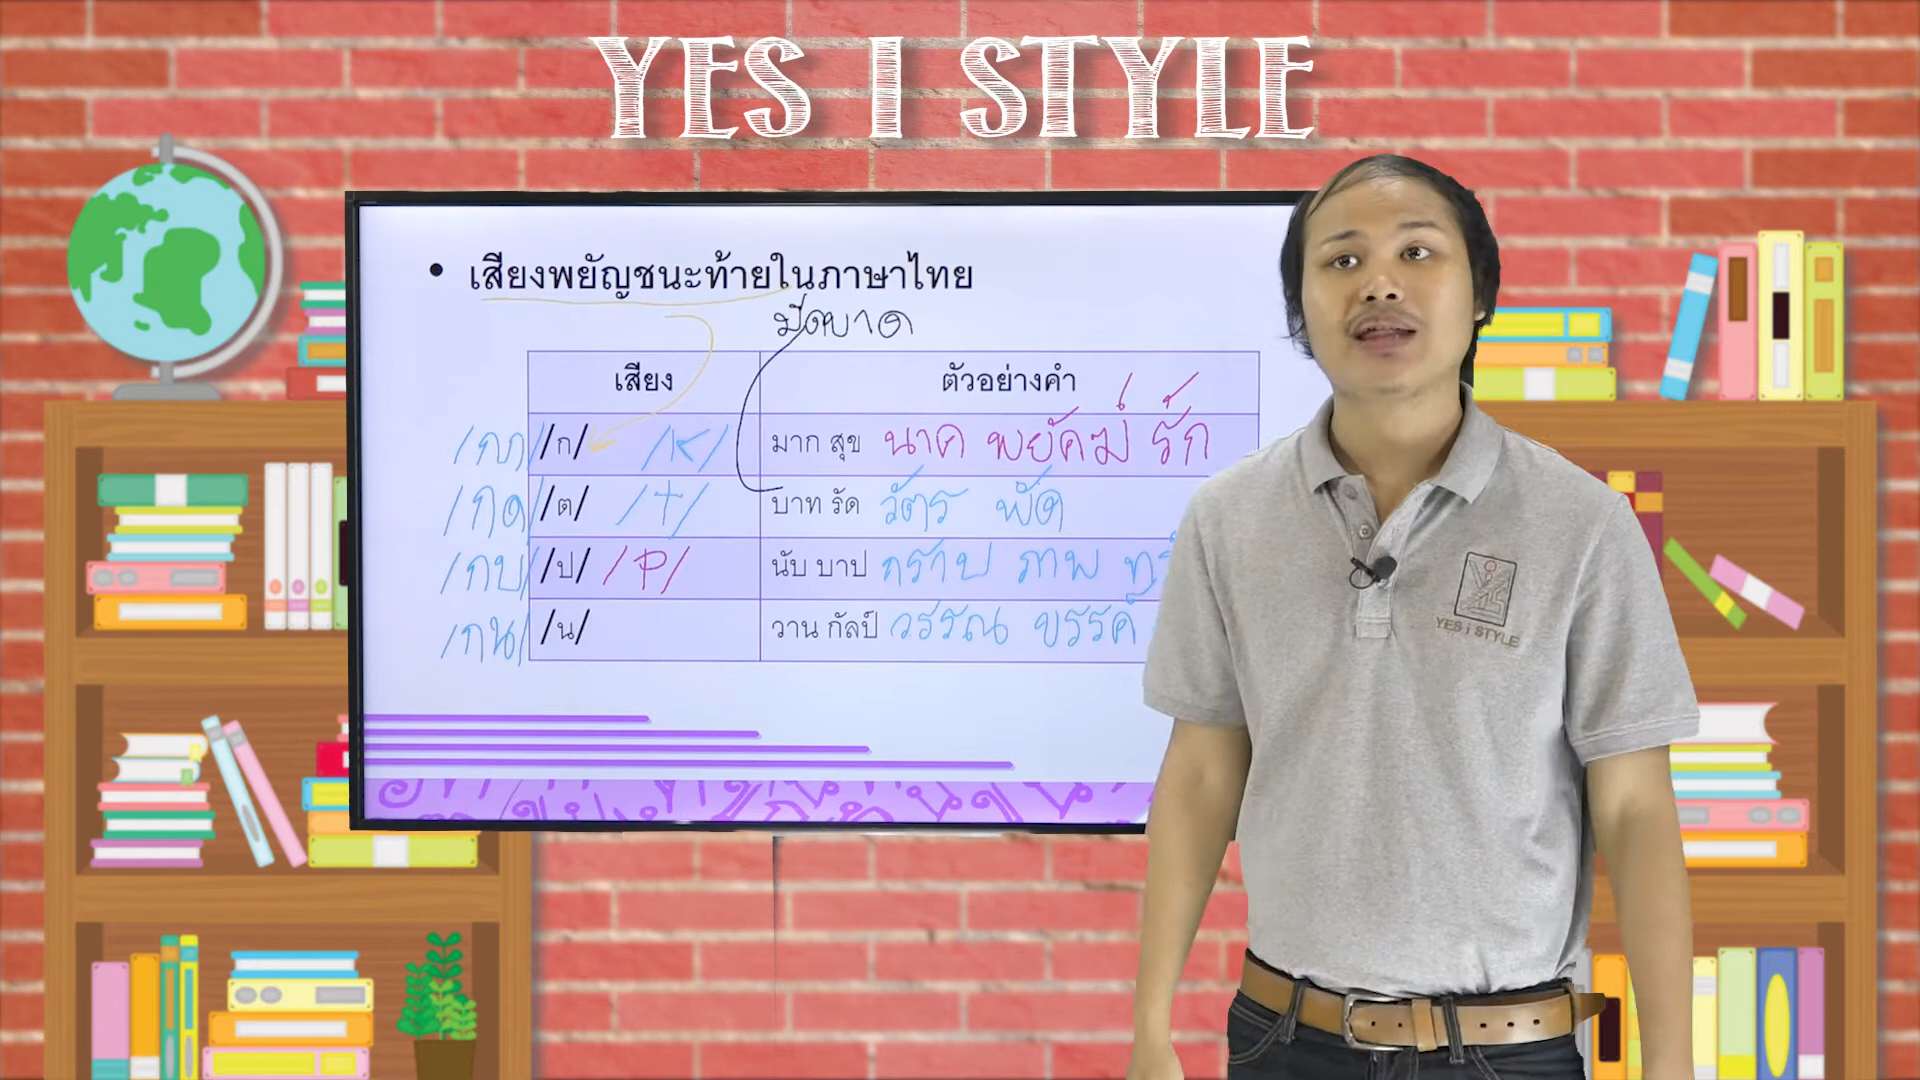 YES I STYLE
• เสียงพยัญชนะท้ายในภาษาไทย
มีดบาด
เสียง ตัวอย่างคำ
/กก/ /ก/ /k/ มาก สุข นาค พยัคฆ์ รัก
/กด/ /ต/ /t/ บาท รัด วัตร พัด
/กบ/ /ป/ /p/ นับ บาป กราบ ภาพ
/กน/ /น/ วาน กัลป์ วรรณ ขรรค์
YES i STYLE